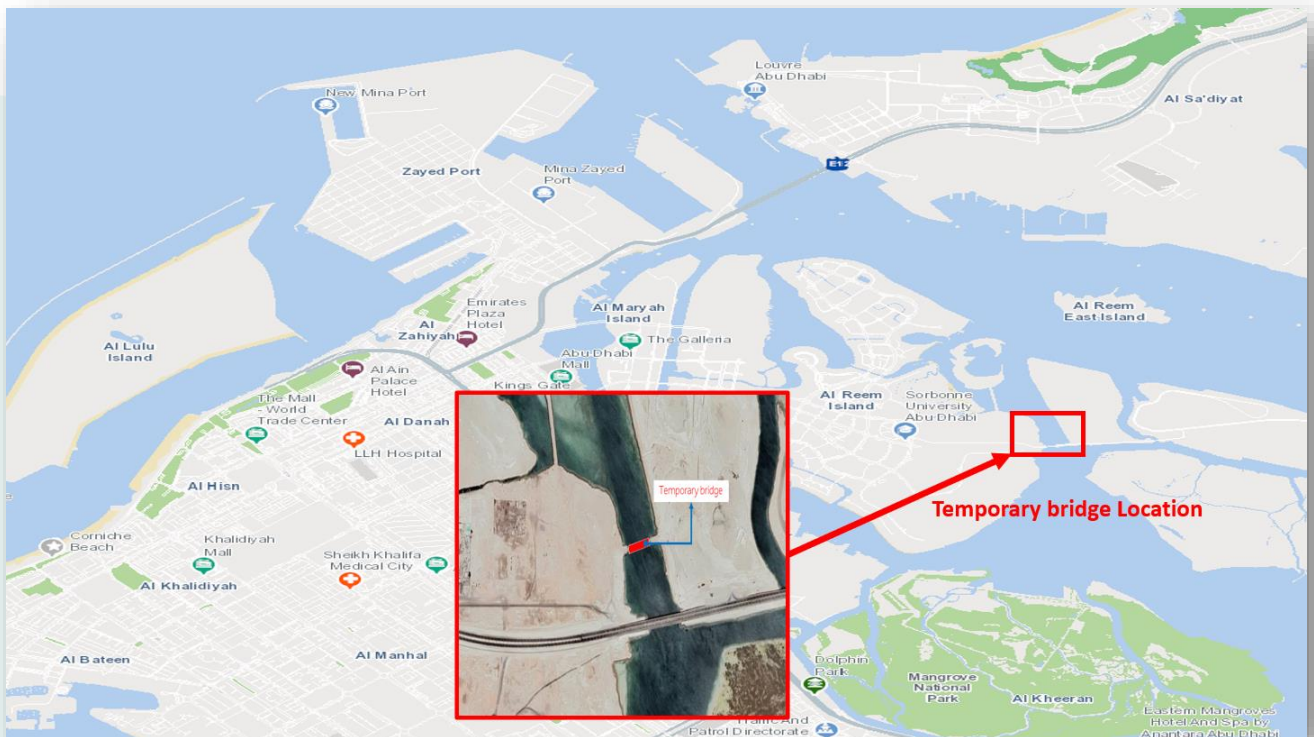 Louvre
Abu Dhabi
New Mina Port
Al Sa'diyat
Zayed Port
Mina Zayed
Port
E12
Emirates
Plaza
Hotel
Al Maryah
Island
Al Reem
East Island
Al
Zahiyah
The Galleria
Al Lulu
Island
Abu Dhabi
Mall
Al Ain
Palace
Hotel
Kings Gate
The Mall
- World
Trade Center
Al Danah
Al Reem
Island
Sorbonne
University
Abu Dhabi
LLH Hospital
Al Hisn
Temporary bridge
Temporary bridge Location
Corniche
Beach
Khalidiyah
Mall
Sheikh Khalifa
Medical City
Al Khalidiyah
Al Bateen
Al Manhal
Dolphin
Park
Mangrove
National
Park
Al Kheeran
Eastern Mangroves
Hotel And Spa by
Anantara Abu Dhabi
Traffic And
Patrol Directorate